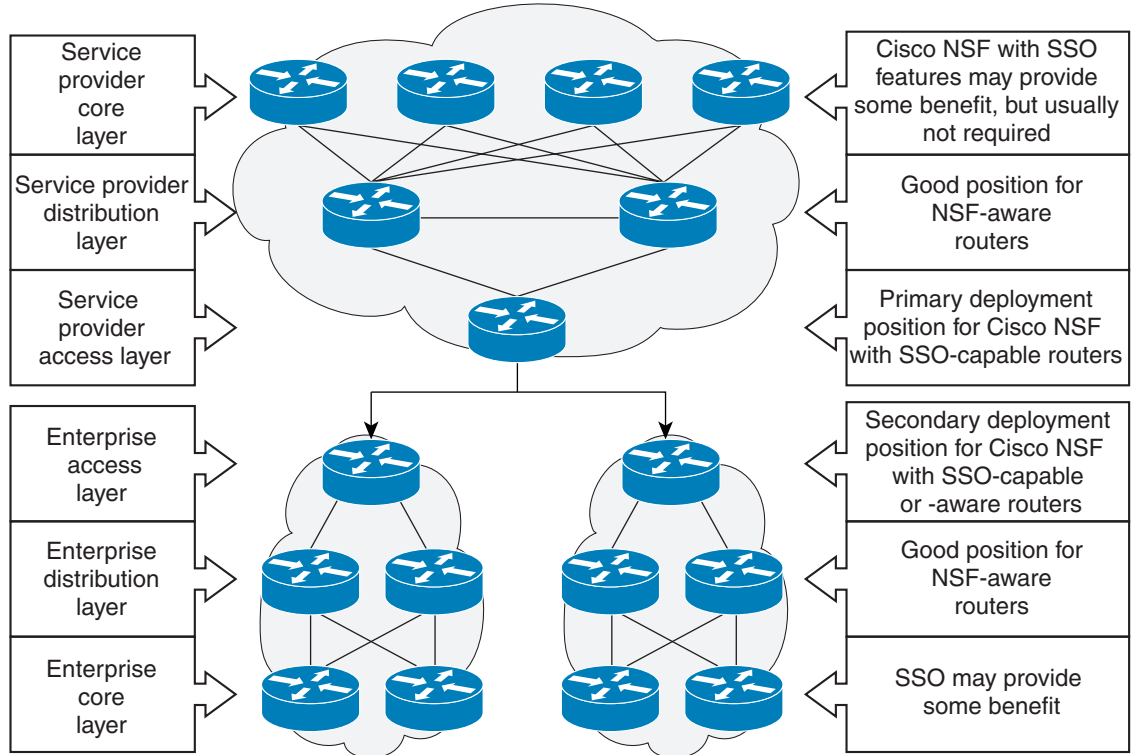 Service
provider
core
layer
Cisco NSF with SSO
features may provide
some benefit, but usually
not required
Service provider
distribution
layer
Good position for
NSF-aware
routers
Service
provider
access layer
Primary deployment
position for Cisco NSF
with SSO-capable routers
Enterprise
access
layer
Secondary deployment
position for Cisco NSF
with SSO-capable
or -aware routers
Enterprise
distribution
layer
Good position for
NSF-aware
routers
Enterprise
core
layer
SSO may provide
some benefit